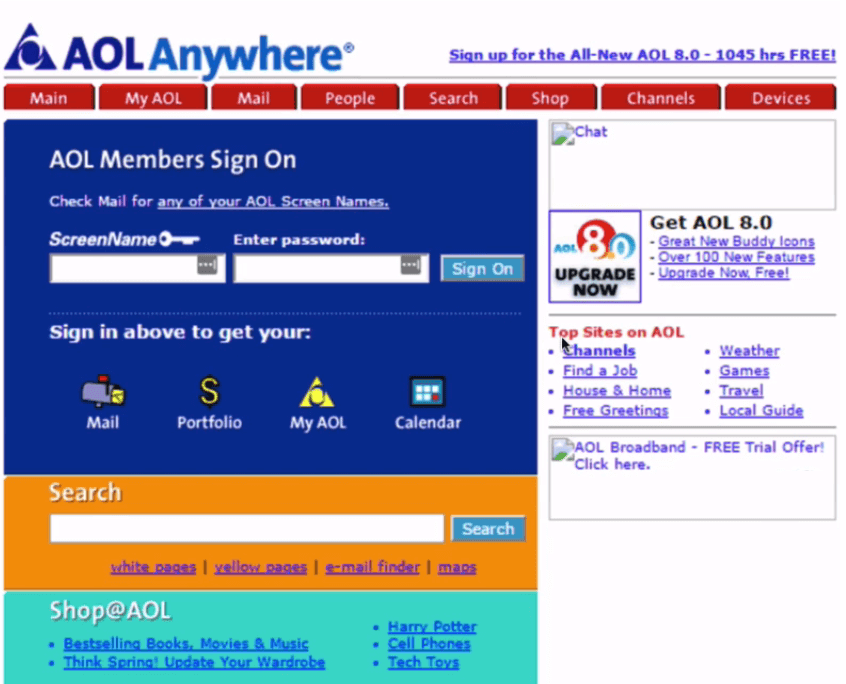 AOL Anywhere®
Sign up for the All-New AOL 8.0 - 1045 hrs FREE!
Main My AOL Mail People Search Shop Channels Devices
AOL Members Sign On
Check Mail for any of your AOL Screen Names.
ScreenName Enter password:
Sign On
Sign in above to get your:
Mail Portfolio My AOL Calendar
Search
Search
white pages | yellow pages | e-mail finder | maps
Shop@AOL
• Bestselling Books, Movies & Music
• Think Spring! Update Your Wardrobe
• Harry Potter
• Cell Phones
• Tech Toys
Chat
AOL 8.0
UPGRADE
NOW
Get AOL 8.0
- Great New Buddy Icons
- Over 100 New Features
- Upgrade Now, Free!
Top Sites on AOL
• Channels
• Find a Job
• House & Home
• Free Greetings
• Weather
• Games
• Travel
• Local Guide
AOL Broadband - FREE Trial Offer!
Click here.